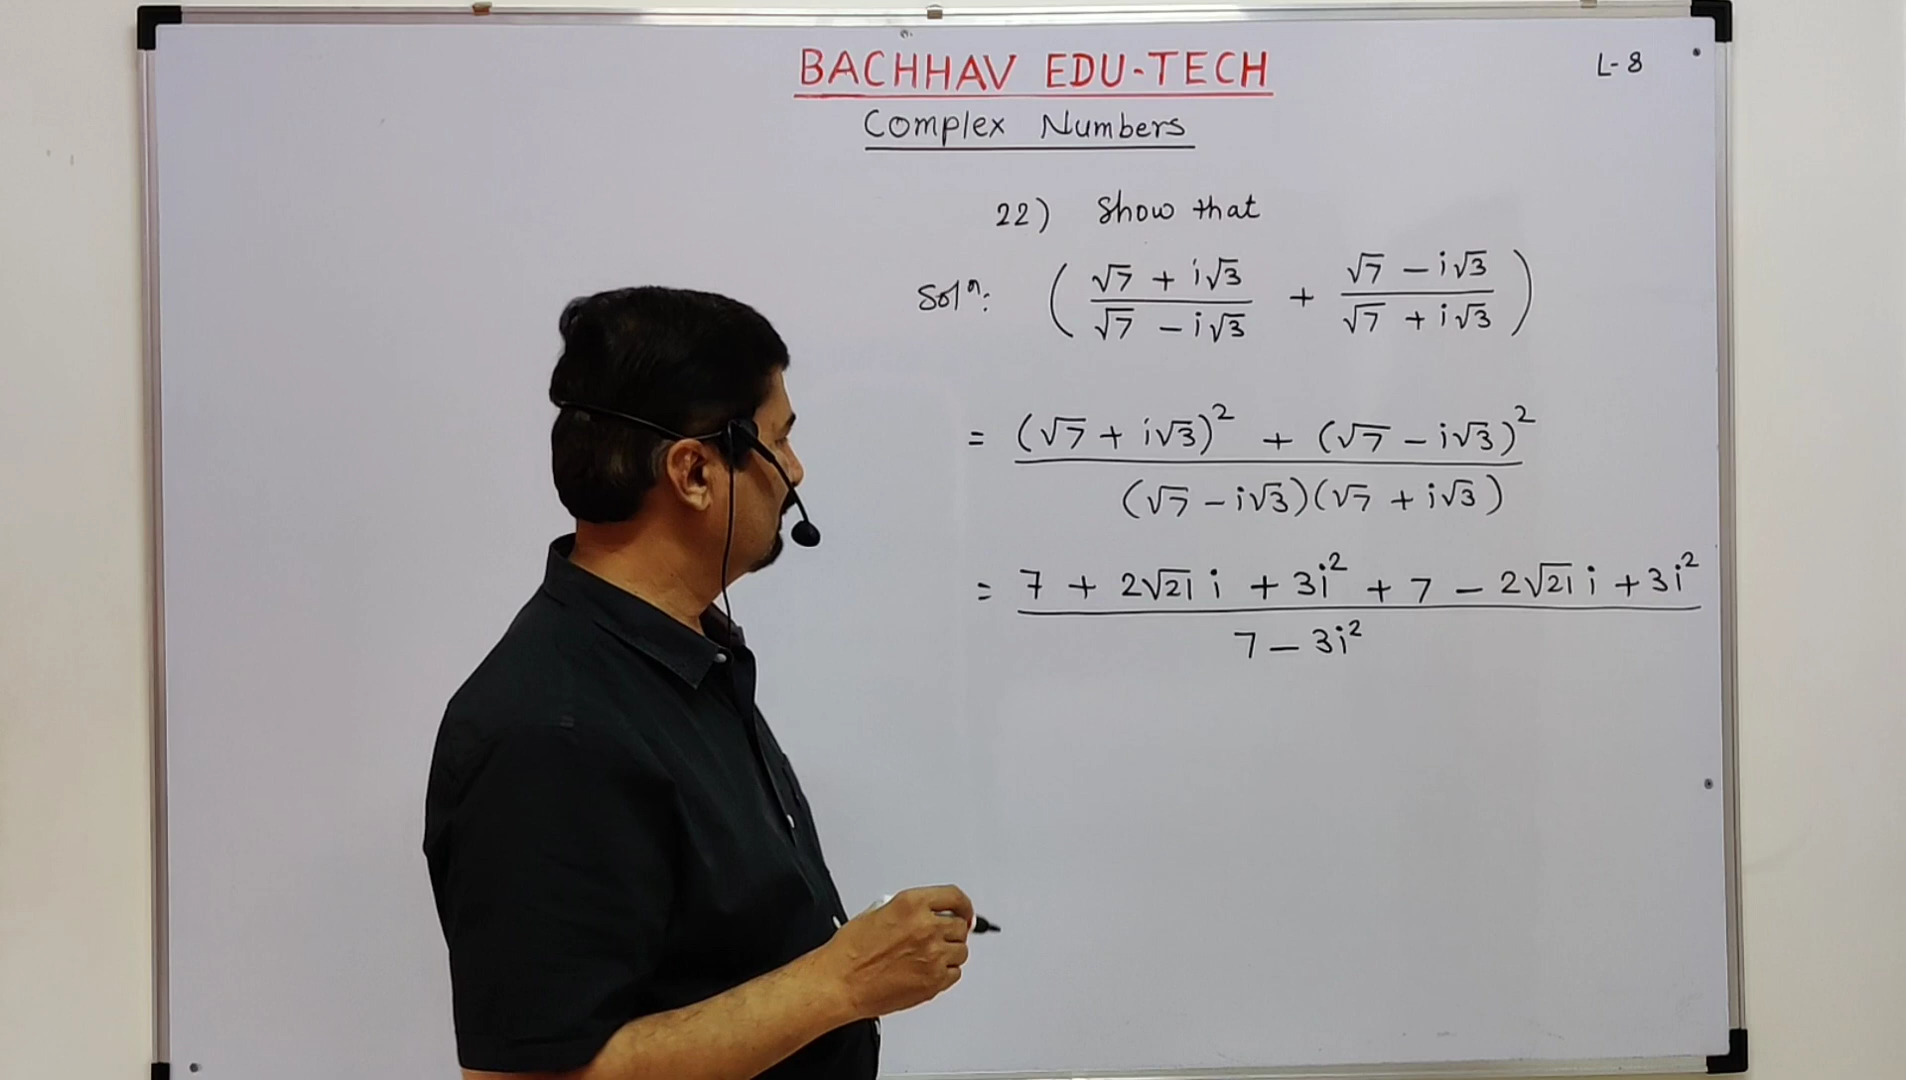 BACHHAV EDU-TECH
L-8
Complex Numbers
22) Show that
Solⁿ: ( (√7 + i√3)/(√7 - i√3) + (√7 - i√3)/(√7 + i√3) )
= ((√7 + i√3)² + (√7 - i√3)²)/((√7 - i√3)(√7 + i√3))
= (7 + 2√21 i + 3i² + 7 - 2√21 i + 3i²)/(7 - 3i²)